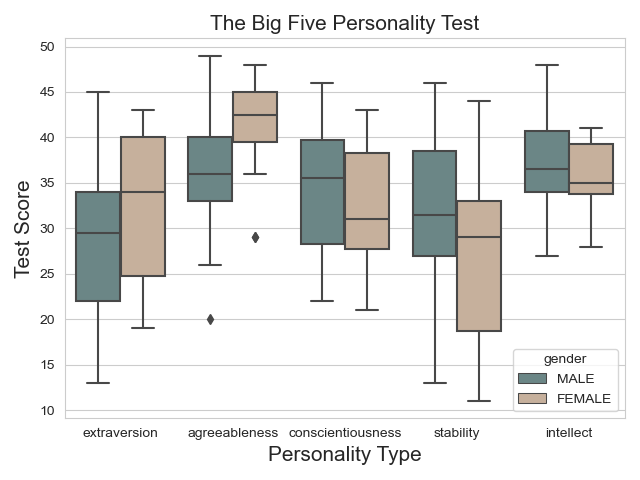 The Big Five Personality Test
Test Score
50
45
40
35
30
25
20
15
10
extraversion agreeableness conscientiousness stability intellect
Personality Type
gender
MALE
FEMALE